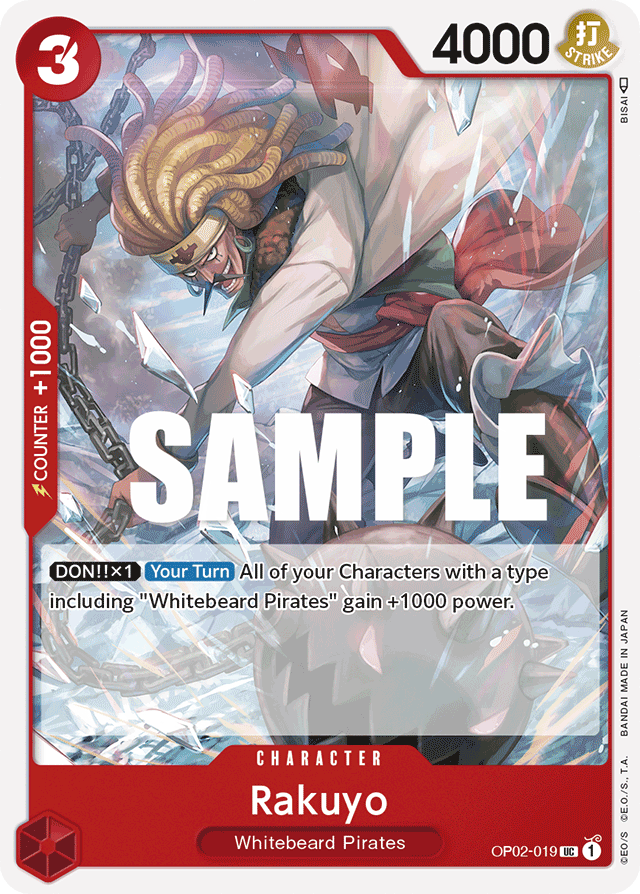 3
4000
打
STRIKE
BISAI
COUNTER +1000
SAMPLE
DON!!×1 Your Turn All of your Characters with a type
including "Whitebeard Pirates" gain +1000 power.
CHARACTER
Rakuyo
Whitebeard Pirates
OP02-019 UC 1
©EO/S ©E.O./S., T.A. BANDAI MADE IN JAPAN